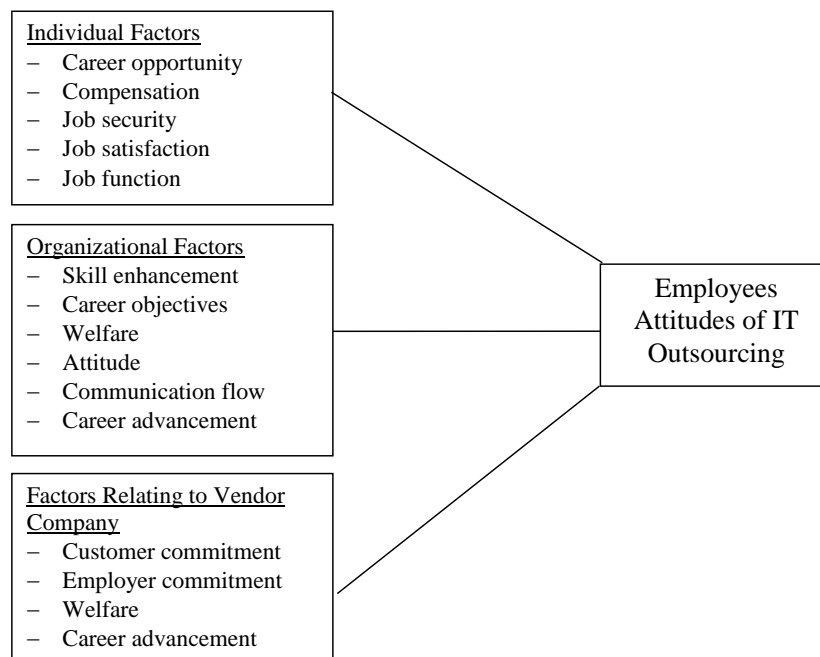 Individual Factors
– Career opportunity
– Compensation
– Job security
– Job satisfaction
– Job function
Organizational Factors
– Skill enhancement
– Career objectives
– Welfare
– Attitude
– Communication flow
– Career advancement
Factors Relating to Vendor
Company
– Customer commitment
– Employer commitment
– Welfare
– Career advancement
Employees
Attitudes of IT
Outsourcing